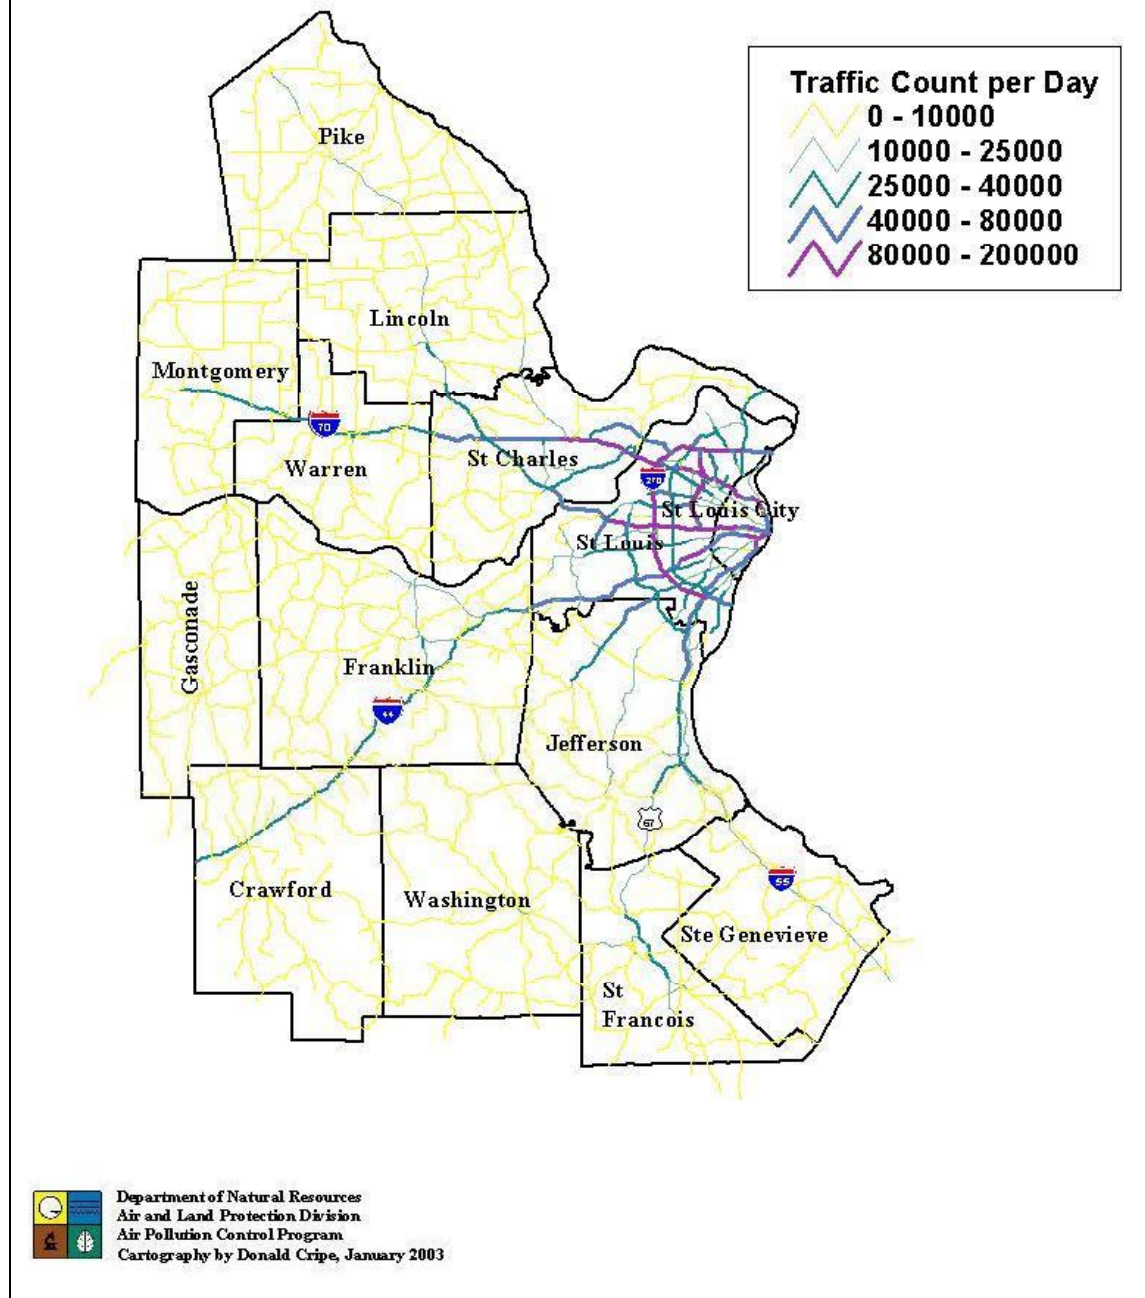 Traffic Count per Day
0 - 10000
10000 - 25000
25000 - 40000
40000 - 80000
80000 - 200000
Pike
Lincoln
Montgomery
70
Warren
St Charles
270
St Louis City
St Louis
Gasconade
Franklin
44
Jefferson
67
Crawford
Washington
55
Ste Genevieve
St
Francois
Department of Natural Resources
Air and Land Protection Division
Air Pollution Control Program
Cartography by Donald Cripe, January 2003